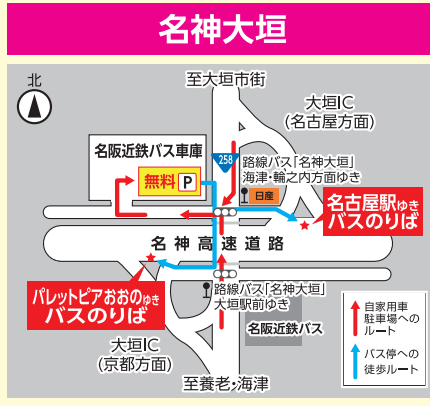 名神大垣
至大垣市街
北
大垣IC
(名古屋方面)
名阪近鉄バス車庫
無料 P
258
路線バス「名神大垣」
海津・輪之内方面ゆき
日産
名古屋駅ゆき
バスのりば
名神高速道路
パレットピアおおのゆき
バスのりば
路線バス「名神大垣」
大垣駅前ゆき
名阪近鉄バス
大垣IC
(京都方面)
至養老・海津
自家用車
駐車場への
ルート
バス停への
徒歩ルート